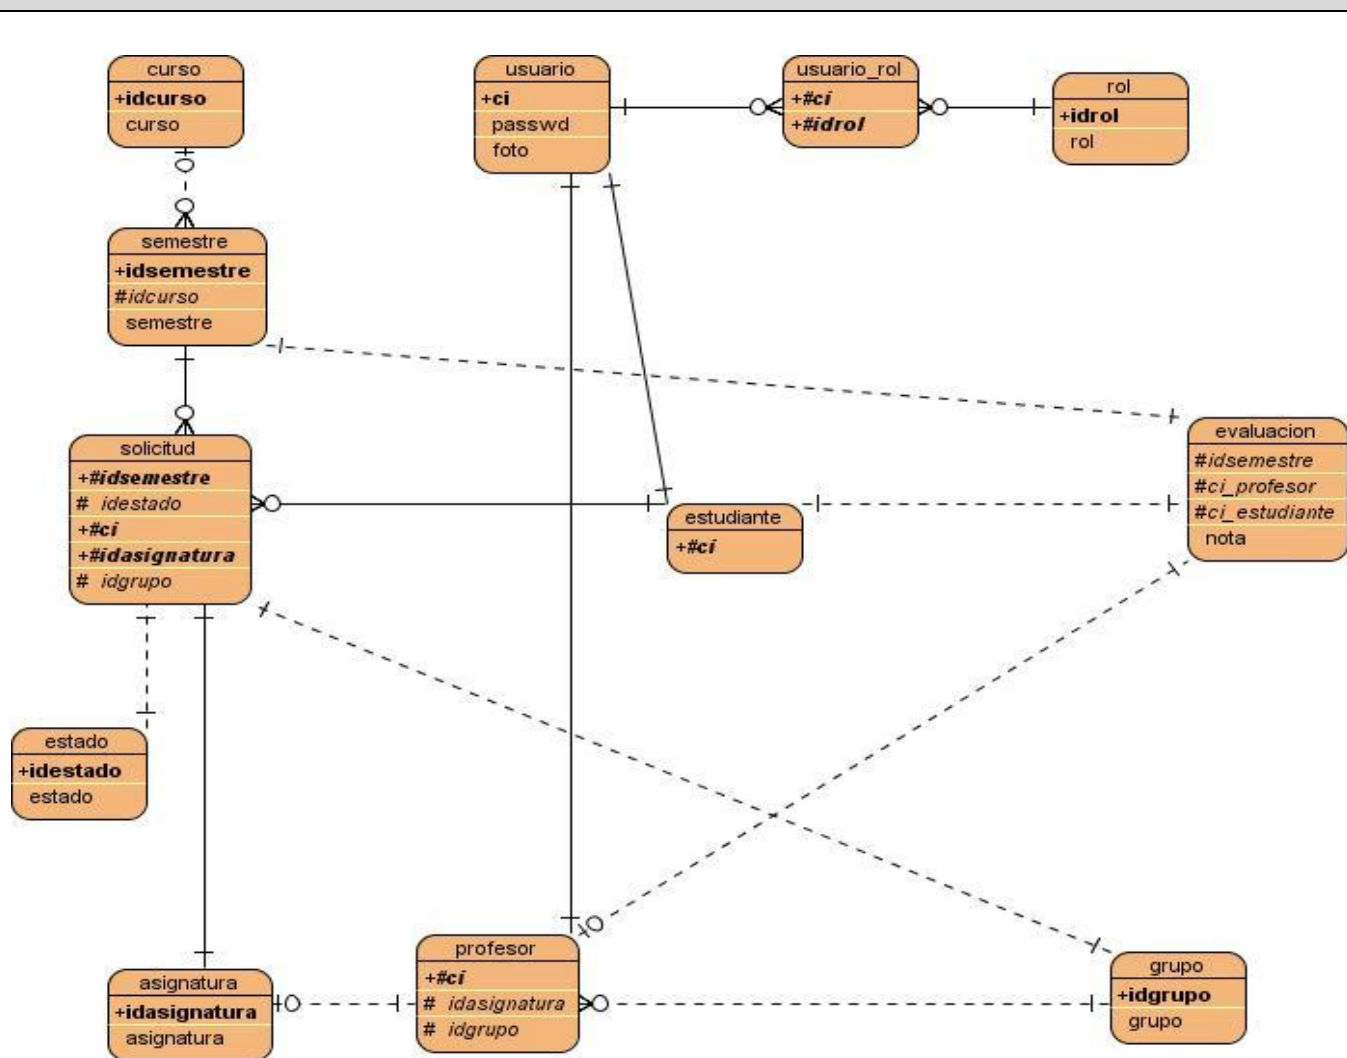 curso
+idcurso
curso
usuario
+ci
passwd
foto
usuario_rol
+#ci
+#idrol
rol
+idrol
rol
semestre
+idsemestre
#idcurso
semestre
solicitud
+#idsemestre
# idestado
+#ci
+#idasignatura
# idgrupo
estudiante
+#ci
evaluacion
#idsemestre
#ci_profesor
#ci_estudiante
nota
estado
+idestado
estado
asignatura
+idasignatura
asignatura
profesor
+#ci
# idasignatura
# idgrupo
grupo
+idgrupo
grupo